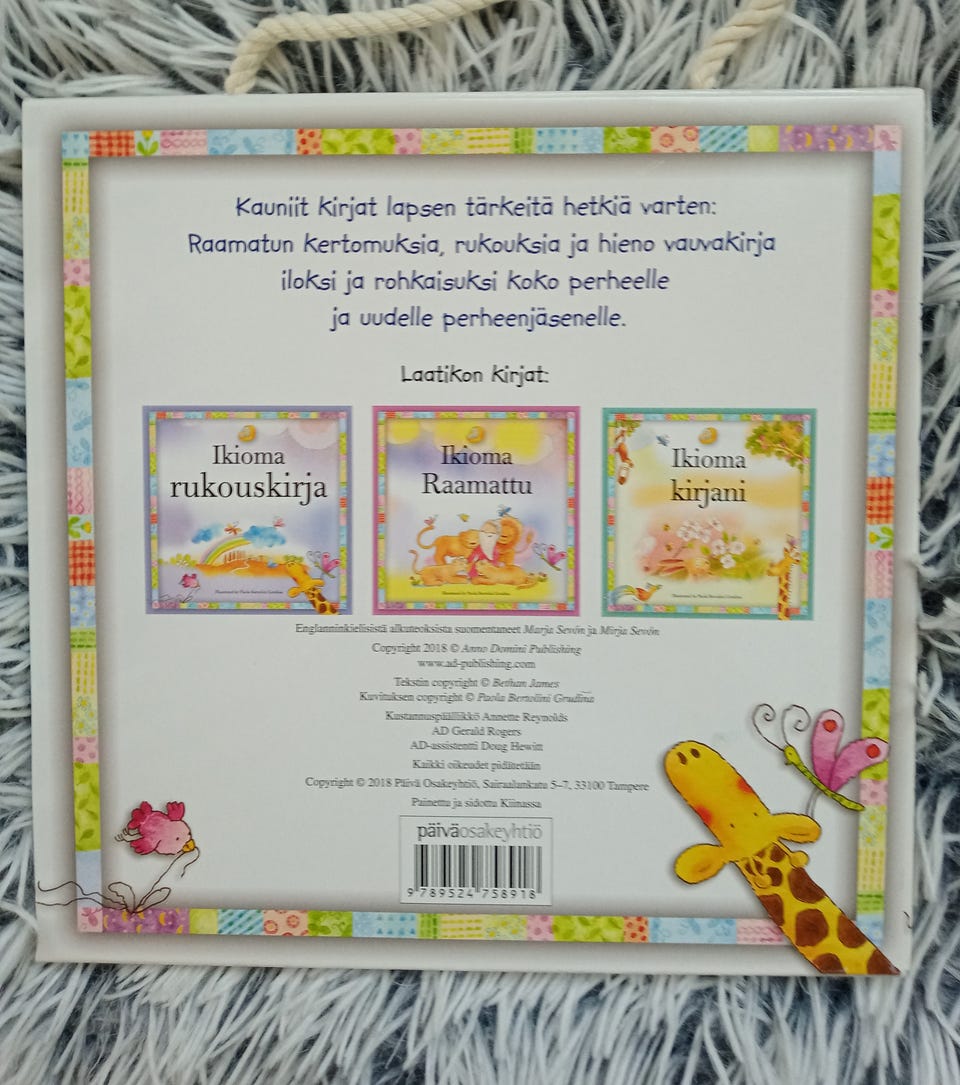 Kauniit kirjat lapsen tärkeitä hetkiä varten:
Raamatun kertomuksia, rukouksia ja hieno vauvakirja
iloksi ja rohkaisuksi koko perheelle
ja uudelle perheenjäsenelle.
Laatikon kirjat:
Ikioma
rukouskirja
Ikioma
Raamattu
Ikioma
kirjani
Englanninkielisistä alkuteoksista suomentaneet Marja Sevón ja Mirja Sevón
Copyright 2018 © Anno Domini Publishing
www.ad-publishing.com
Tekstin copyright © Bethan James
Kuvituksen copyright © Paola Bertolini Grudina
Kustannuspäällikkö Annette Reynolds
AD Gerald Rogers
AD-assistentti Doug Hewitt
Kaikki oikeudet pidätetään
Copyright © 2018 Päivä Osakeyhtiö, Sairaalankatu 5–7, 33100 Tampere
Painettu ja sidottu Kiinassa
päiväosakeyhtiö
9 789524 758918